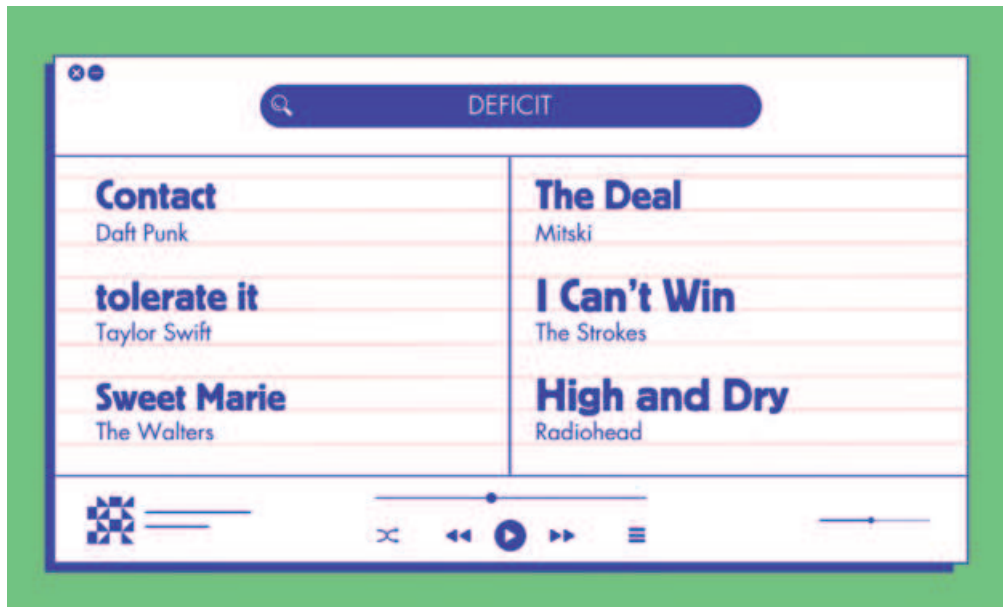 DEFICIT
Contact
Daft Punk
tolerate it
Taylor Swift
Sweet Marie
The Walters
The Deal
Mitski
I Can't Win
The Strokes
High and Dry
Radiohead